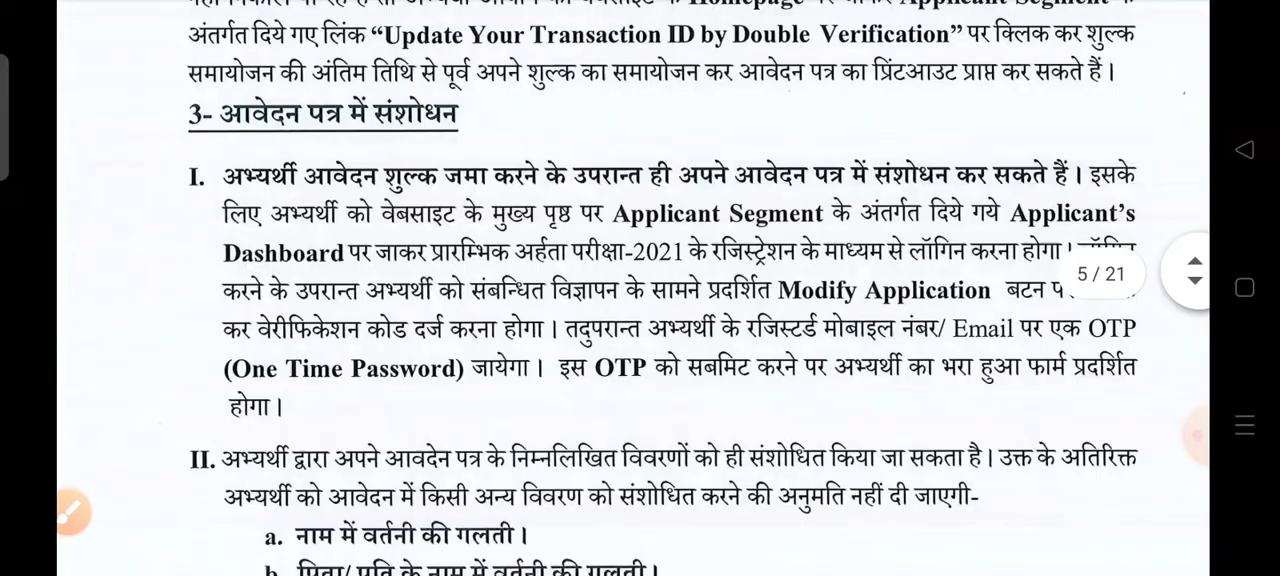 अंतर्गत दिये गए लिंक “Update Your Transaction ID by Double Verification” पर क्लिक कर शुल्क
समायोजन की अंतिम तिथि से पूर्व अपने शुल्क का समायोजन कर आवेदन पत्र का प्रिंटआउट प्राप्त कर सकते हैं।
3- आवेदन पत्र में संशोधन
I. अभ्यर्थी आवेदन शुल्क जमा करने के उपरान्त ही अपने आवेदन पत्र में संशोधन कर सकते हैं। इसके
लिए अभ्यर्थी को वेबसाइट के मुख्य पृष्ठ पर Applicant Segment के अंतर्गत दिये गये Applicant’s
Dashboard पर जाकर प्रारम्भिक अर्हता परीक्षा-2021 के रजिस्ट्रेशन के माध्यम से लॉगिन करना होगा।
5 / 21
करने के उपरान्त अभ्यर्थी को संबन्धित विज्ञापन के सामने प्रदर्शित Modify Application बटन
कर वेरीफिकेशन कोड दर्ज करना होगा। तदुपरान्त अभ्यर्थी के रजिस्टर्ड मोबाइल नंबर/ Email पर एक OTP
(One Time Password) जायेगा। इस OTP को सबमिट करने पर अभ्यर्थी का भरा हुआ फार्म प्रदर्शित
होगा।
II. अभ्यर्थी द्वारा अपने आवदेन पत्र के निम्नलिखित विवरणों को ही संशोधित किया जा सकता है। उक्त के अतिरिक्त
अभ्यर्थी को आवेदन में किसी अन्य विवरण को संशोधित करने की अनुमति नहीं दी जाएगी-
a. नाम में वर्तनी की गलती।
b. पिता/ पति के नाम में वर्तनी की गलती।